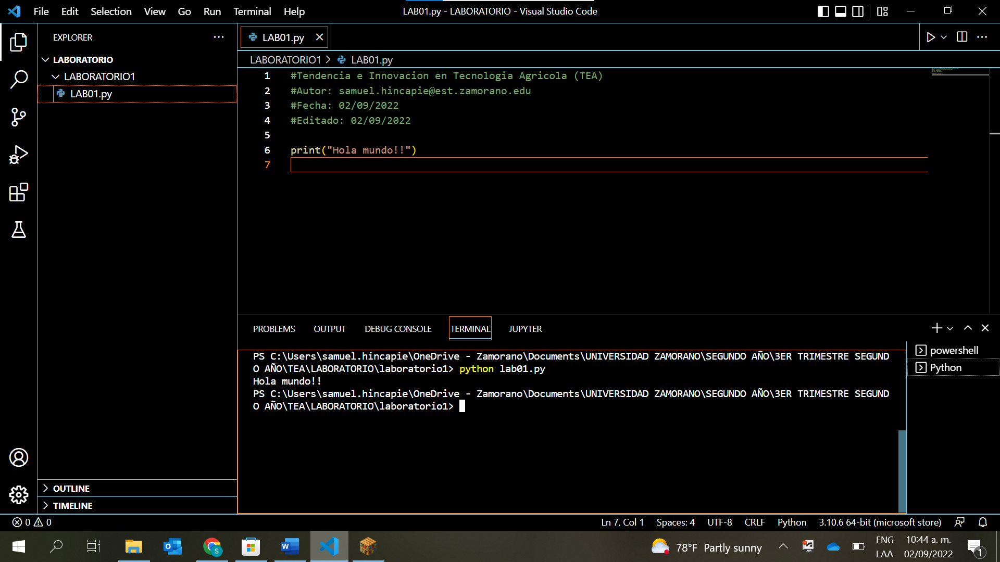 File Edit Selection View Go Run Terminal Help
LAB01.py - LABORATORIO - Visual Studio Code
EXPLORER
LABORATORIO
LABORATORIO1
LAB01.py
OUTLINE
TIMELINE
LAB01.py
LABORATORIO1 > LAB01.py
1 #Tendencia e Innovacion en Tecnologia Agricola (TEA)
2 #Autor: samuel.hincapie@est.zamorano.edu
3 #Fecha: 02/09/2022
4 #Editado: 02/09/2022
5
6 print("Hola mundo!!")
7
PROBLEMS OUTPUT DEBUG CONSOLE TERMINAL JUPYTER
PS C:\Users\samuel.hincapie\OneDrive - Zamorano\Documents\UNIVERSIDAD ZAMORANO\SEGUNDO AÑO\3ER TRIMESTRE SEGUND
O AÑO\TEA\LABORATORIO\laboratorio1> python lab01.py
Hola mundo!!
PS C:\Users\samuel.hincapie\OneDrive - Zamorano\Documents\UNIVERSIDAD ZAMORANO\SEGUNDO AÑO\3ER TRIMESTRE SEGUND
O AÑO\TEA\LABORATORIO\laboratorio1>
powershell
Python
0 0
Ln 7, Col 1 Spaces: 4 UTF-8 CRLF Python 3.10.6 64-bit (microsoft store)
78°F Partly sunny
ENG
LAA
10:44 a. m.
02/09/2022
1